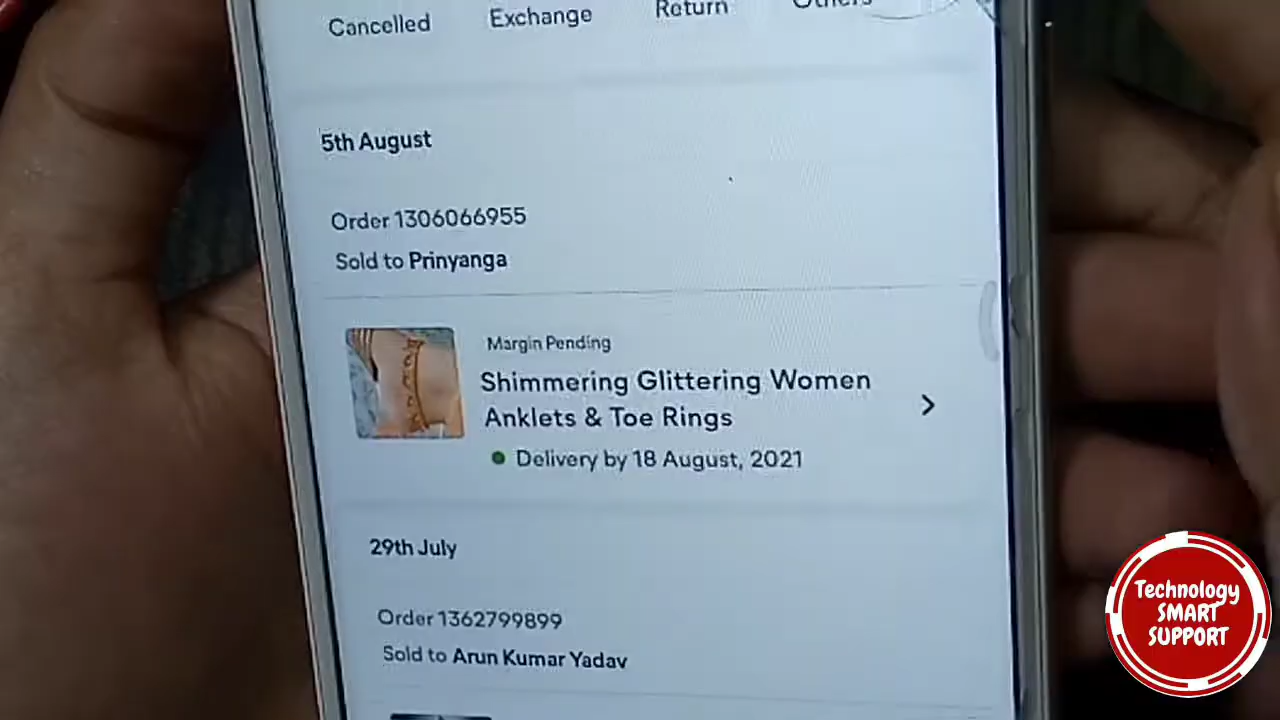 Cancelled
Exchange
Return
Others
5th August
Order 1306066955
Sold to Prinyanga
Margin Pending
Shimmering Glittering Women
Anklets & Toe Rings
Delivery by 18 August, 2021
29th July
Order 1362799899
Sold to Arun Kumar Yadav
Technology
SMART
SUPPORT